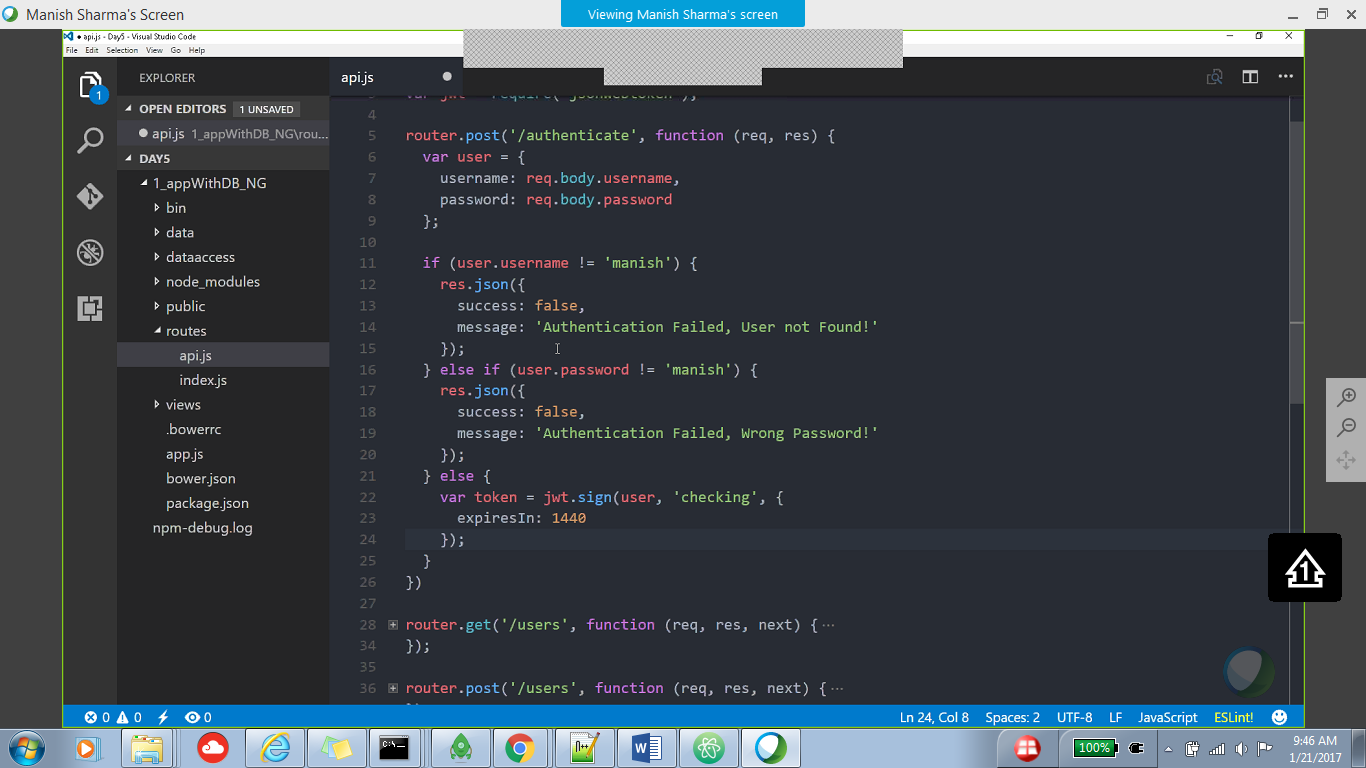 Manish Sharma's Screen
Viewing Manish Sharma's screen
● api.js - Day5 - Visual Studio Code
File Edit Selection View Go Help
EXPLORER
api.js
OPEN EDITORS 1 UNSAVED
api.js 1_appWithDB_NG\rou...
DAY5
1_appWithDB_NG
bin
data
dataaccess
node_modules
public
routes
api.js
index.js
views
.bowerrc
app.js
bower.json
package.json
npm-debug.log
3 var jwt = require('jsonwebtoken');
4
5 router.post('/authenticate', function (req, res) {
6 var user = {
7 username: req.body.username,
8 password: req.body.password
9 };
10
11 if (user.username != 'manish') {
12 res.json({
13 success: false,
14 message: 'Authentication Failed, User not Found!'
15 });
16 } else if (user.password != 'manish') {
17 res.json({
18 success: false,
19 message: 'Authentication Failed, Wrong Password!'
20 });
21 } else {
22 var token = jwt.sign(user, 'checking', {
23 expiresIn: 1440
24 });
25 }
26 })
27
28 router.get('/users', function (req, res, next) {···
34 });
35
36 router.post('/users', function (req, res, next) {···
1
1
0 0 0
Ln 24, Col 8 Spaces: 2 UTF-8 LF JavaScript ESLint!
100%
9:46 AM
1/21/2017